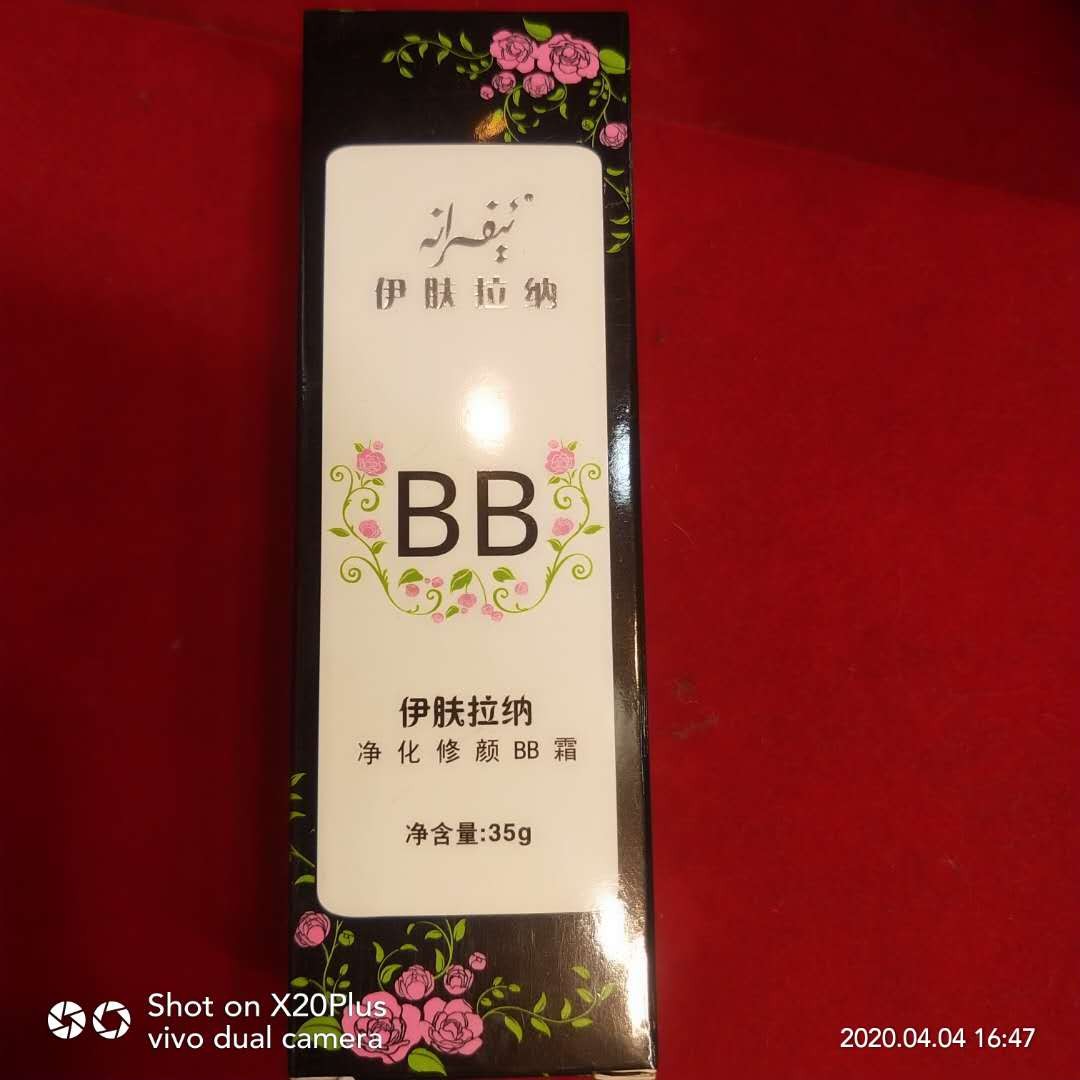 ئيفرانە
伊肤拉纳
BB
伊肤拉纳
净化修颜BB霜
净含量:35g
Shot on X20Plus
vivo dual camera
2020.04.04 16:47